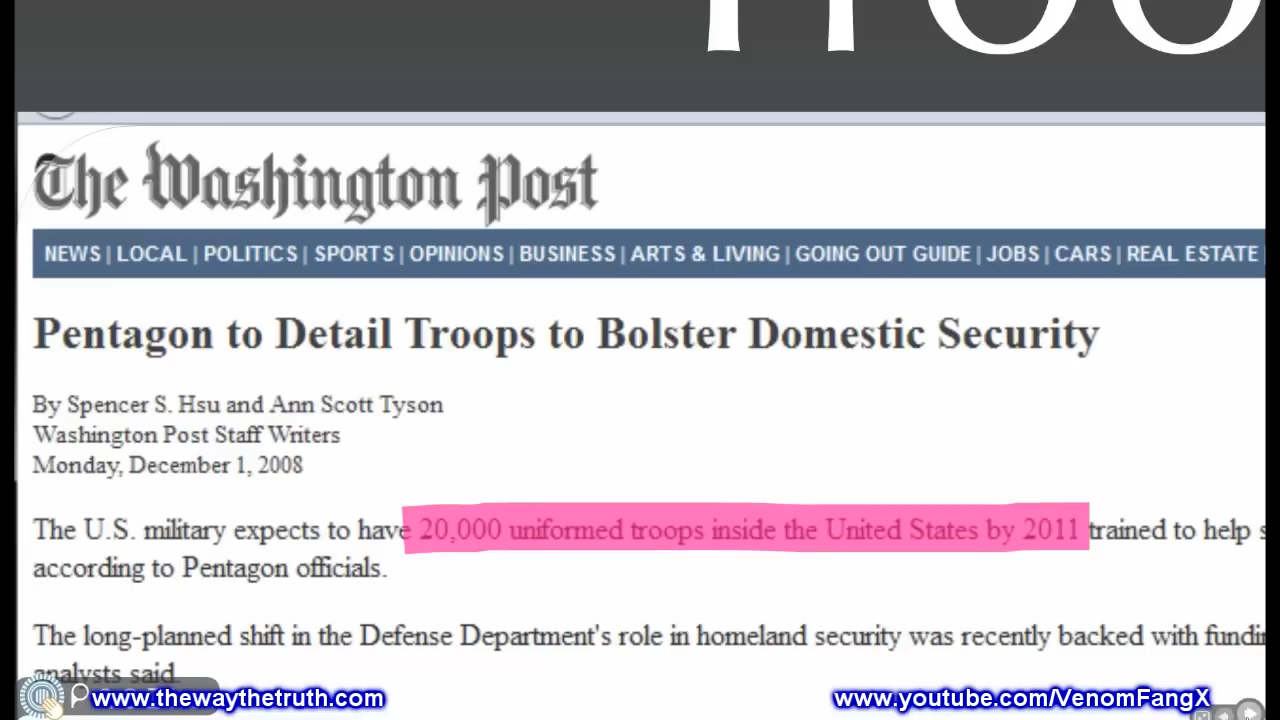 The Washington Post
NEWS | LOCAL | POLITICS | SPORTS | OPINIONS | BUSINESS | ARTS & LIVING | GOING OUT GUIDE | JOBS | CARS | REAL ESTATE
Pentagon to Detail Troops to Bolster Domestic Security
By Spencer S. Hsu and Ann Scott Tyson
Washington Post Staff Writers
Monday, December 1, 2008
The U.S. military expects to have 20,000 uniformed troops inside the United States by 2011 trained to help
according to Pentagon officials.
The long-planned shift in the Defense Department's role in homeland security was recently backed with
analysts said.
www.thewaythetruth.com
www.youtube.com/VenomFangX